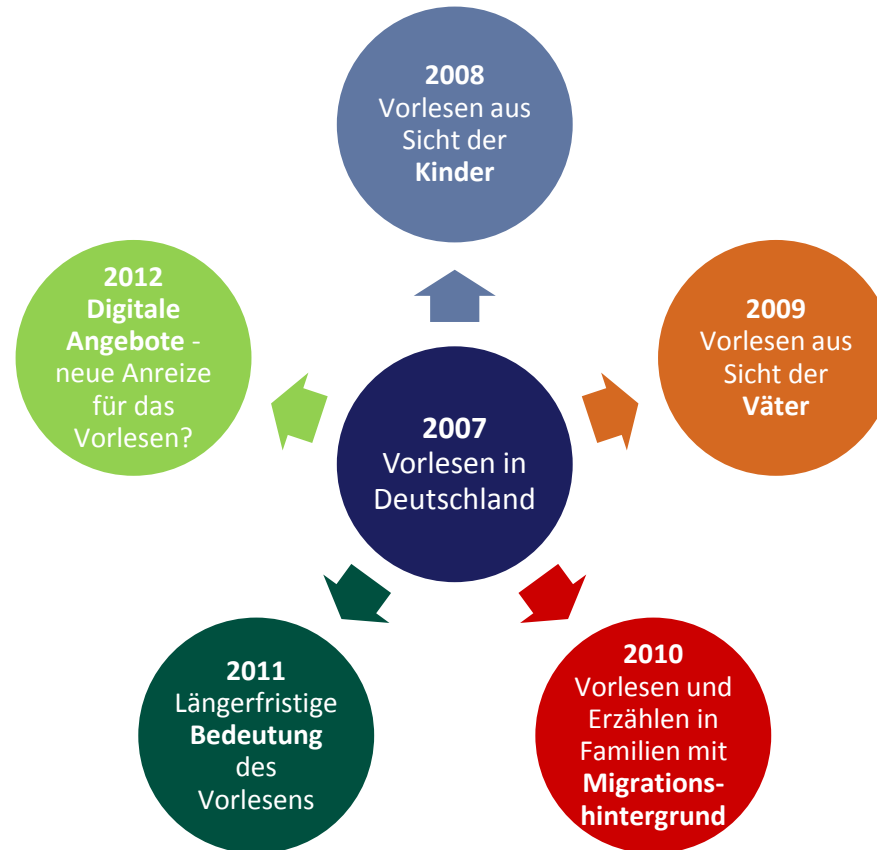 2008
Vorlesen aus
Sicht der
Kinder
2012
Digitale
Angebote -
neue Anreize
für das
Vorlesen?
2009
Vorlesen aus
Sicht der
Väter
2007
Vorlesen in
Deutschland
2011
Längerfristige
Bedeutung
des
Vorlesens
2010
Vorlesen und
Erzählen in
Familien mit
Migrations-
hintergrund